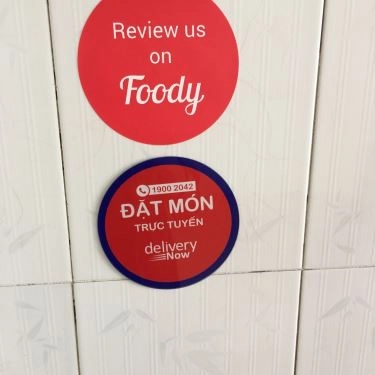 Review us
on
Foody
1900 2042
ĐẶT MÓN
TRỰC TUYẾN
delivery
Now